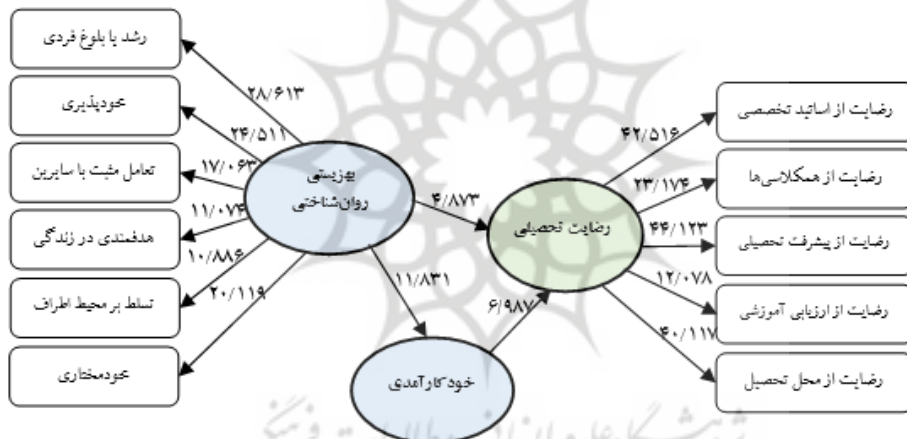 رشد یا بلوغ فردی
خودپذیری
تعامل مثبت با سایرین
هدفمندی در زندگی
تسلط بر محیط اطراف
خودمختاری
۲۸/۶۱۳
۲۴/۵۱۱
۱۷/۰۶۳
۱۱/۰۷۴
۱۰/۸۸۶
۲۰/۱۱۹
بهزیستی
روان‌شناختی
۴/۸۷۳
۱۱/۸۳۱
۶/۹۸۷
خودکارآمدی
رضایت تحصیلی
۴۲/۵۱۶
۲۳/۱۷۴
۴۴/۱۲۳
۱۲/۰۷۸
۴۰/۱۱۷
رضایت از اساتید تخصصی
رضایت از همکلاسی‌ها
رضایت از پیشرفت تحصیلی
رضایت از ارزیابی آموزشی
رضایت از محل تحصیل